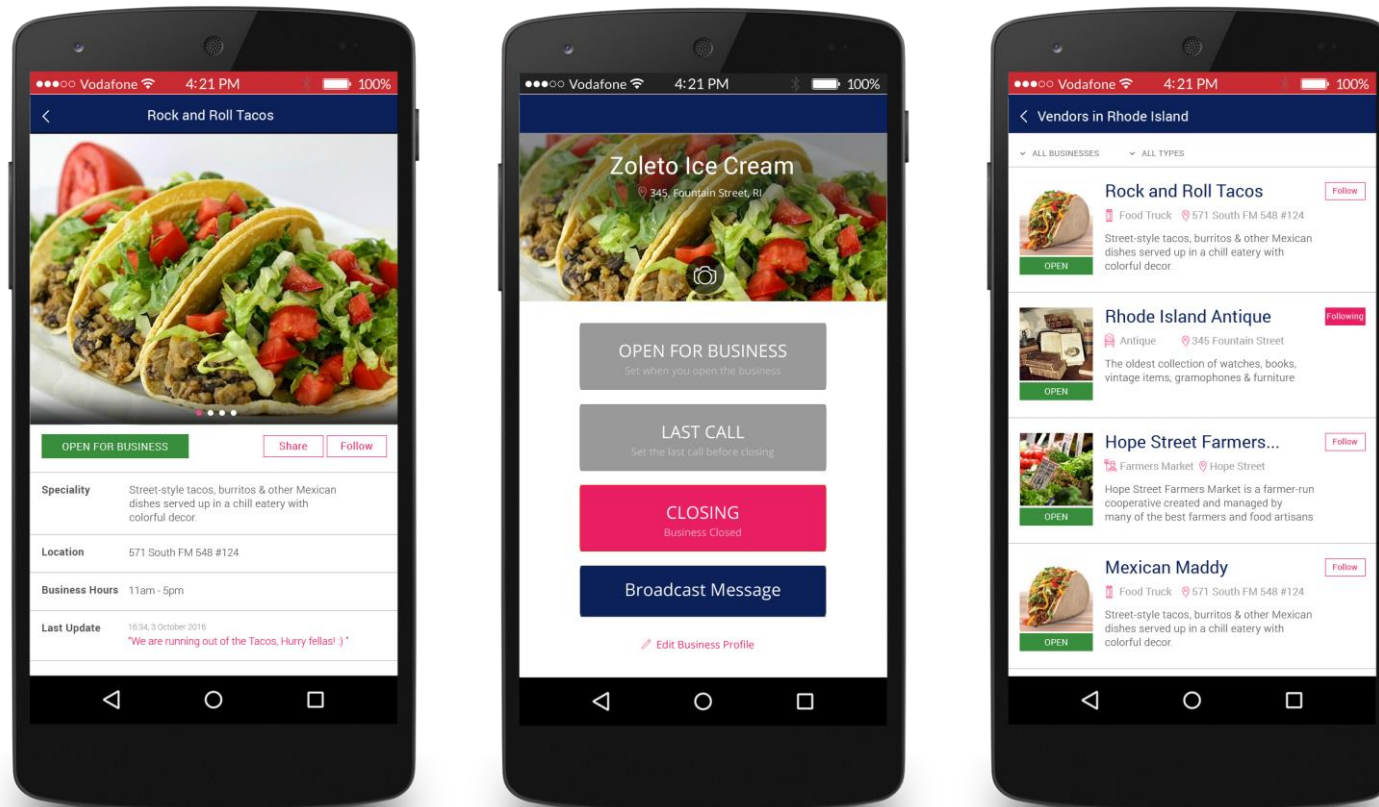 Vodafone 4:21 PM 100%
Rock and Roll Tacos
OPEN FOR BUSINESS
Share
Follow
Speciality
Street-style tacos, burritos & other Mexican
dishes served up in a chill eatery with
colorful decor.
Location
571 South FM 548 #124
Business Hours
11am - 5pm
Last Update
16:34, 3 October 2016
"We are running out of the Tacos, Hurry fellas! :) "
Vodafone 4:21 PM 100%
Zoleto Ice Cream
345, Fountain Street, RI
OPEN FOR BUSINESS
Set when you open the business
LAST CALL
Set the last call before closing
CLOSING
Business Closed
Broadcast Message
Edit Business Profile
Vodafone 4:21 PM 100%
Vendors in Rhode Island
ALL BUSINESSES
ALL TYPES
Rock and Roll Tacos
Follow
Food Truck 571 South FM 548 #124
Street-style tacos, burritos & other Mexican
dishes served up in a chill eatery with
colorful decor.
OPEN
Rhode Island Antique
Following
Antique 345 Fountain Street
The oldest collection of watches, books,
vintage items, gramophones & furniture
OPEN
Hope Street Farmers...
Follow
Farmers Market Hope Street
Hope Street Farmers Market is a farmer-run
cooperative created and managed by
many of the best farmers and food artisans
OPEN
Mexican Maddy
Follow
Food Truck 571 South FM 548 #124
Street-style tacos, burritos & other Mexican
dishes served up in a chill eatery with
colorful decor.
OPEN